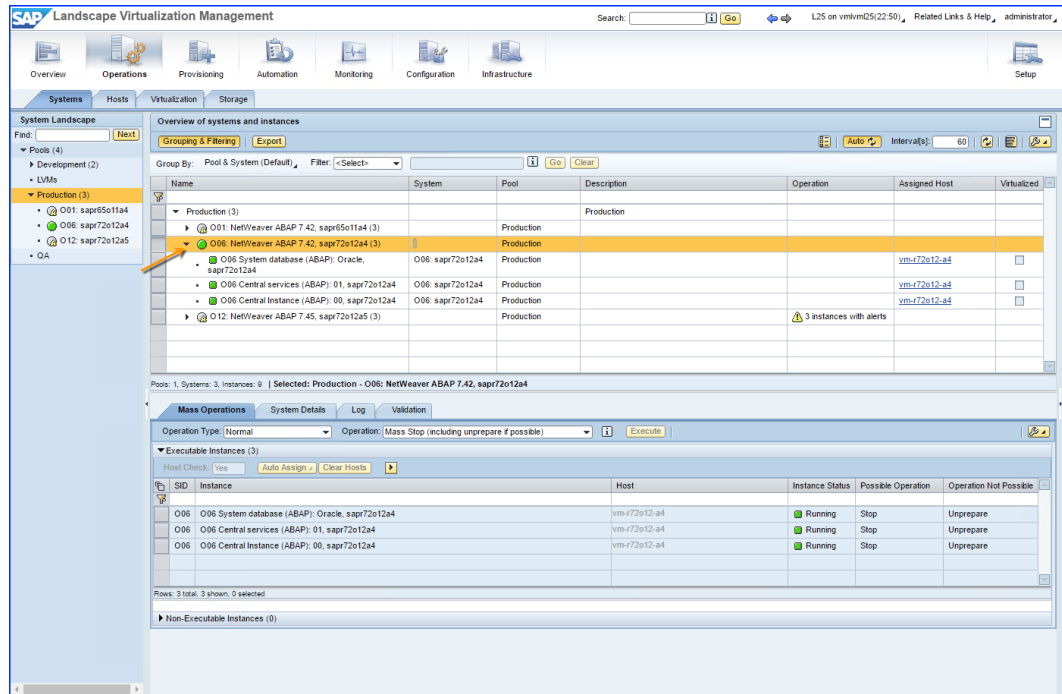 SAP Landscape Virtualization Management Search: Go L25 on vmlvml25(22:50) Related Links & Help administrator
Overview Operations Provisioning Automation Monitoring Configuration Infrastructure Setup
Systems Hosts Virtualization Storage
System Landscape
Find: Next
Pools (4)
Development (2)
LVMs
Production (3)
O01: sapr65o11a4
O06: sapr72o12a4
O12: sapr72o12a5
QA
Overview of systems and instances
Grouping & Filtering Export Auto Interval[s]: 60
Group By: Pool & System (Default) Filter: <Select> Go Clear
Name System Pool Description Operation Assigned Host Virtualized
Production (3) Production
O01: NetWeaver ABAP 7.42, sapr65o11a4 (3) Production
O06: NetWeaver ABAP 7.42, sapr72o12a4 (3) Production
O06 System database (ABAP): Oracle, O06: sapr72o12a4 Production vm-r72o12-a4
sapr72o12a4
O06 Central services (ABAP): 01, sapr72o12a4 O06: sapr72o12a4 Production vm-r72o12-a4
O06 Central Instance (ABAP): 00, sapr72o12a4 O06: sapr72o12a4 Production vm-r72o12-a4
O12: NetWeaver ABAP 7.45, sapr72o12a5 (3) Production 3 instances with alerts
Pools: 1, Systems: 3, Instances: 9 | Selected: Production - O06: NetWeaver ABAP 7.42, sapr72o12a4
Mass Operations System Details Log Validation
Operation Type: Normal Operation: Mass Stop (including unprepare if possible) Execute
Executable Instances (3)
Host Check: Yes Auto Assign Clear Hosts
SID Instance Host Instance Status Possible Operation Operation Not Possible
O06 O06 System database (ABAP): Oracle, sapr72o12a4 vm-r72o12-a4 Running Stop Unprepare
O06 O06 Central services (ABAP): 01, sapr72o12a4 vm-r72o12-a4 Running Stop Unprepare
O06 O06 Central Instance (ABAP): 00, sapr72o12a4 vm-r72o12-a4 Running Stop Unprepare
Rows: 3 total, 3 shown, 0 selected
Non-Executable Instances (0)